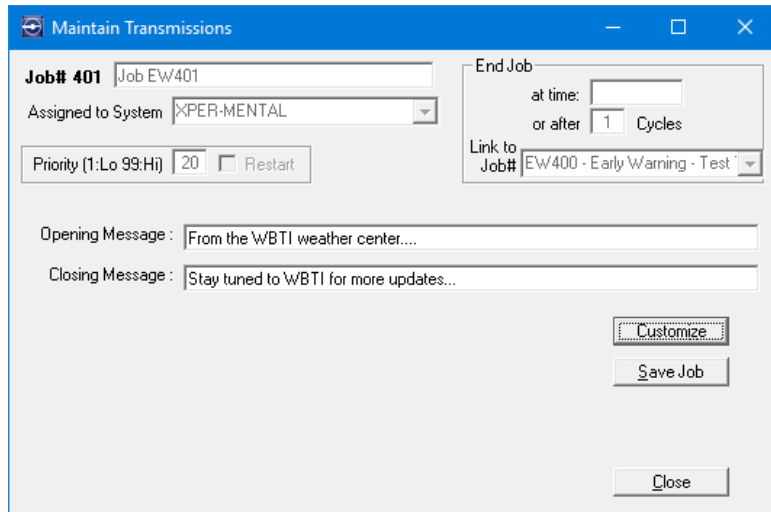 Maintain Transmissions
Job# 401 Job EW401
Assigned to System XPER-MENTAL
Priority (1:Lo 99:Hi) 20 Restart
End Job
at time:
or after 1 Cycles
Link to
Job# EW400 - Early Warning - Test
Opening Message : From the WBTI weather center....
Closing Message : Stay tuned to WBTI for more updates...
Customize
Save Job
Close